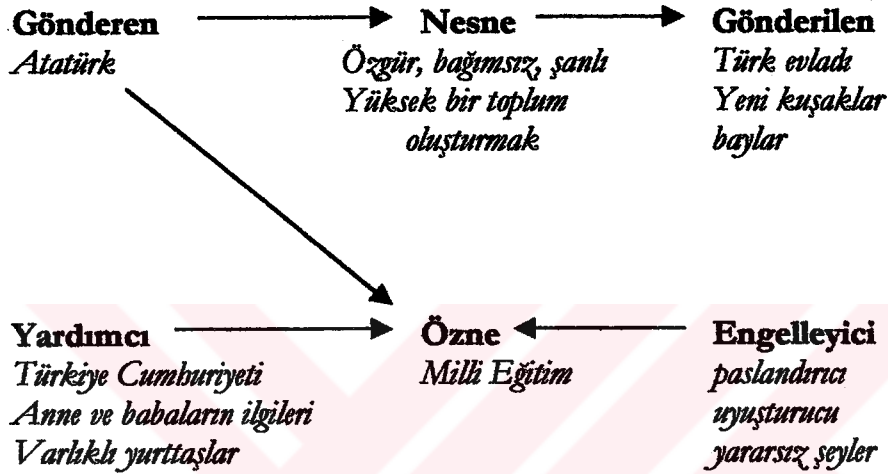 Gönderen Nesne Gönderilen
Atatürk Özgür, bağımsız, şanlı Türk evladı
Yüksek bir toplum Yeni kuşaklar
oluşturmak baylar
Yardımcı Özne Engelleyici
Türkiye Cumhuriyeti Milli Eğitim paslandırıcı
Anne ve babaların ilgileri uyuşturucu
Varlıklı yurttaşlar yararsız şeyler